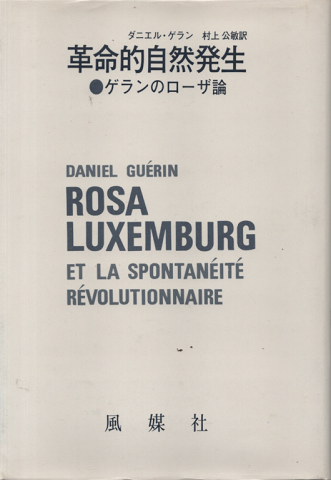 ダニエル・ゲラン　村上公敏訳
革命的自然発生
●ゲランのローザ論
DANIEL GUÉRIN
ROSA
LUXEMBURG
ET LA SPONTANÉITÉ
RÉVOLUTIONNAIRE
風媒社